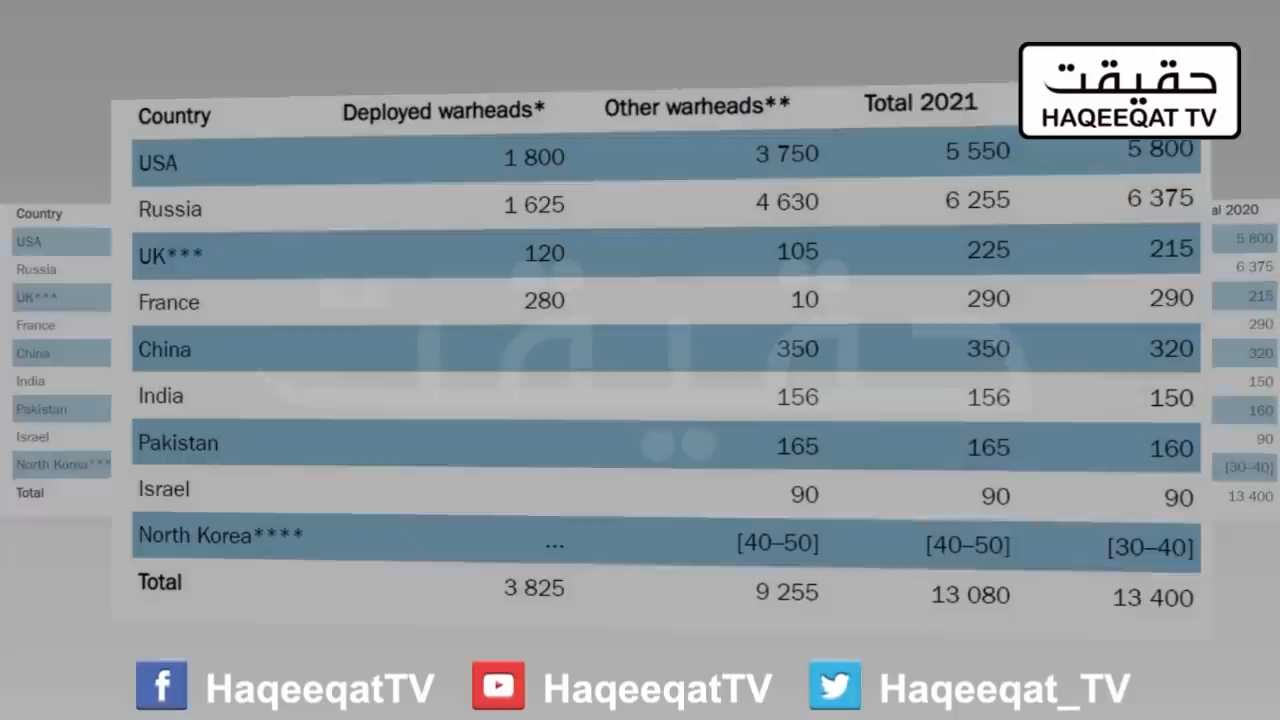 حقیقت
HAQEEQAT TV
Country Deployed warheads* Other warheads** Total 2021
USA 1 800 3 750 5 550 5 800
Russia 1 625 4 630 6 255 6 375
UK*** 120 105 225 215
France 280 10 290 290
China 350 350 320
India 156 156 150
Pakistan 165 165 160
Israel 90 90 90
North Korea**** ... [40–50] [40–50] [30–40]
Total 3 825 9 255 13 080 13 400
Country
USA
Russia
UK***
France
China
India
Pakistan
Israel
North Korea***
Total
al 2020
5 800
6 375
215
290
320
150
160
90
[30–40]
13 400
حقیقت
HaqeeqatTV HaqeeqatTV Haqeeqat_TV